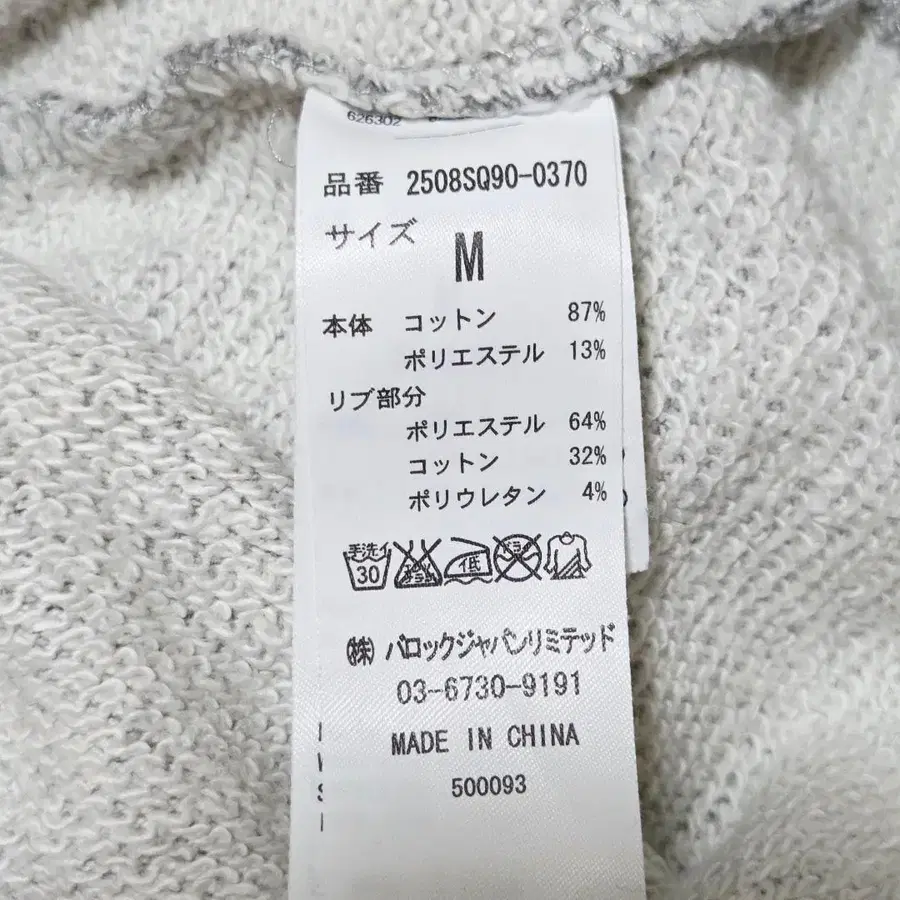 626302
品番 2508SQ90-0370
サイズ
M
本体 コットン 87%
ポリエステル 13%
リブ部分
ポリエステル 64%
コットン 32%
ポリウレタン 4%
手洗イ 30 低
㈱ バロックジャパンリミテッド
03-6730-9191
MADE IN CHINA
500093